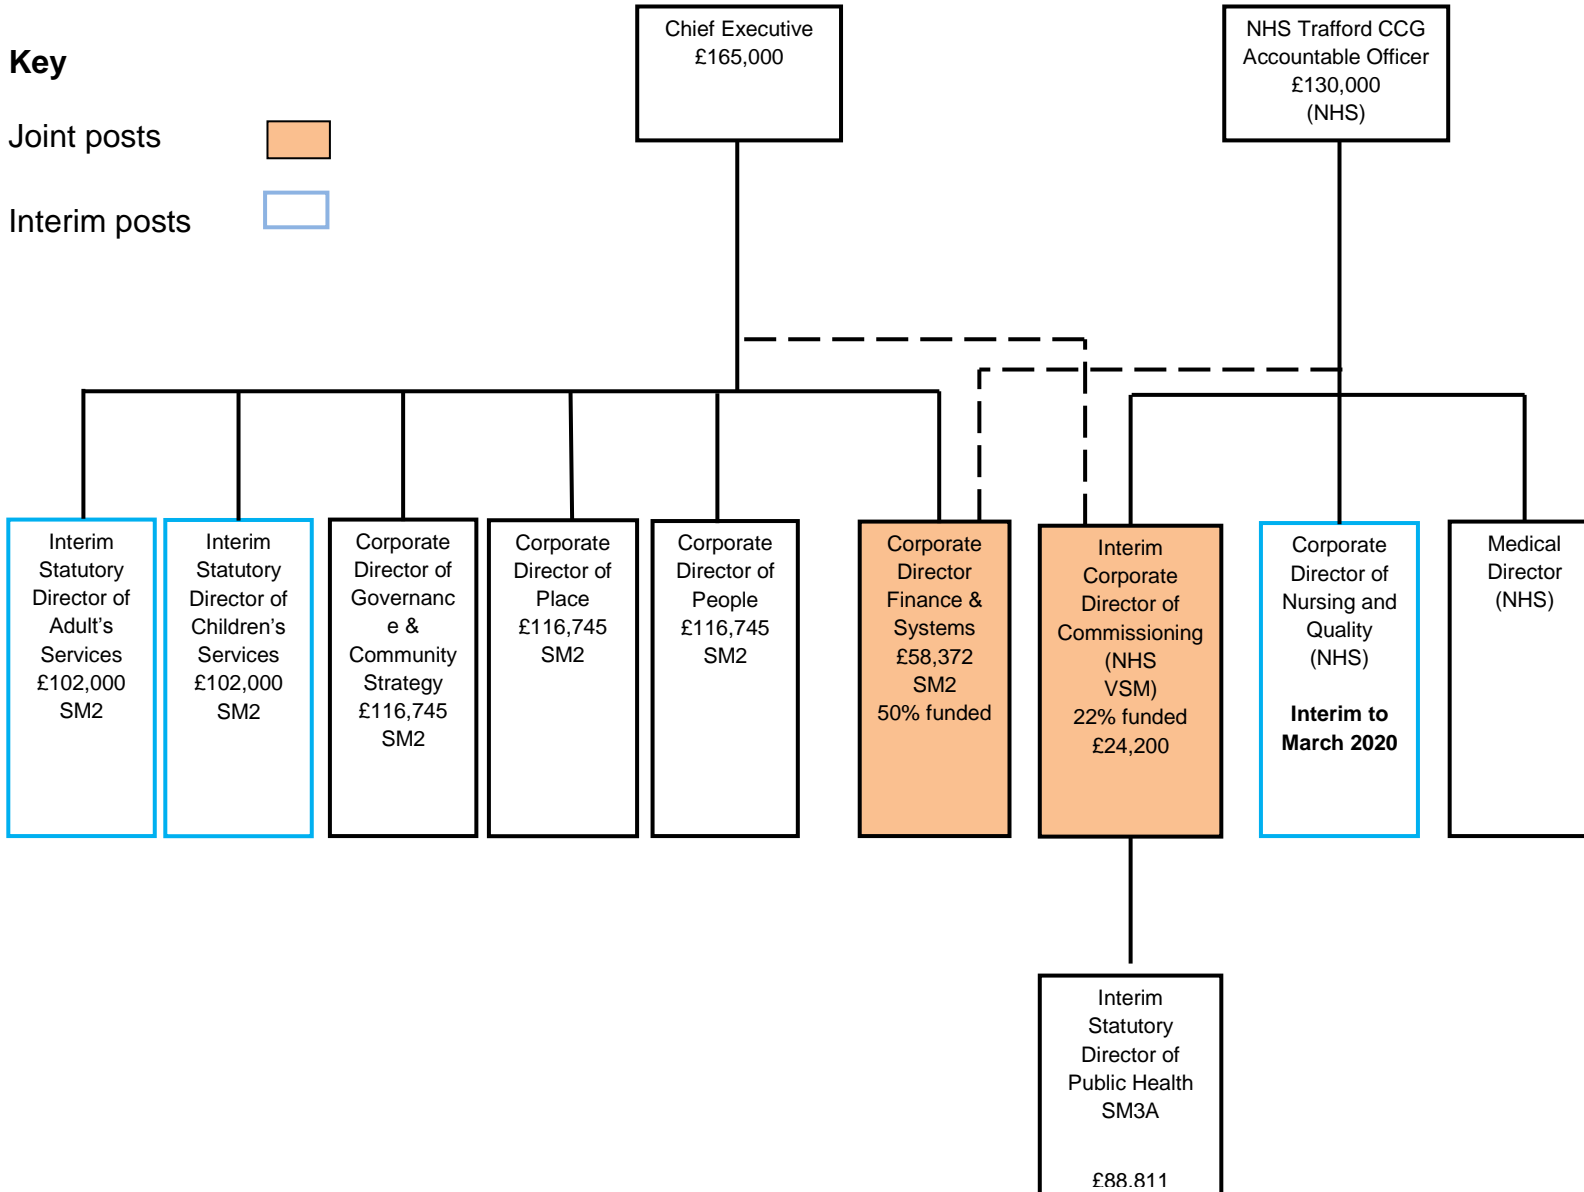 Key
Joint posts
Interim posts
Chief Executive
£165,000
NHS Trafford CCG
Accountable Officer
£130,000
(NHS)
Interim
Statutory
Director of
Adult’s
Services
£102,000
SM2
Interim
Statutory
Director of
Children’s
Services
£102,000
SM2
Corporate
Director of
Governanc
e &
Community
Strategy
£116,745
SM2
Corporate
Director of
Place
£116,745
SM2
Corporate
Director of
People
£116,745
SM2
Corporate
Director
Finance &
Systems
£58,372
SM2
50% funded
Interim
Corporate
Director of
Commissioning
(NHS
VSM)
22% funded
£24,200
Corporate
Director of
Nursing and
Quality
(NHS)
Interim to
March 2020
Medical
Director
(NHS)
Interim
Statutory
Director of
Public Health
SM3A
£88,811